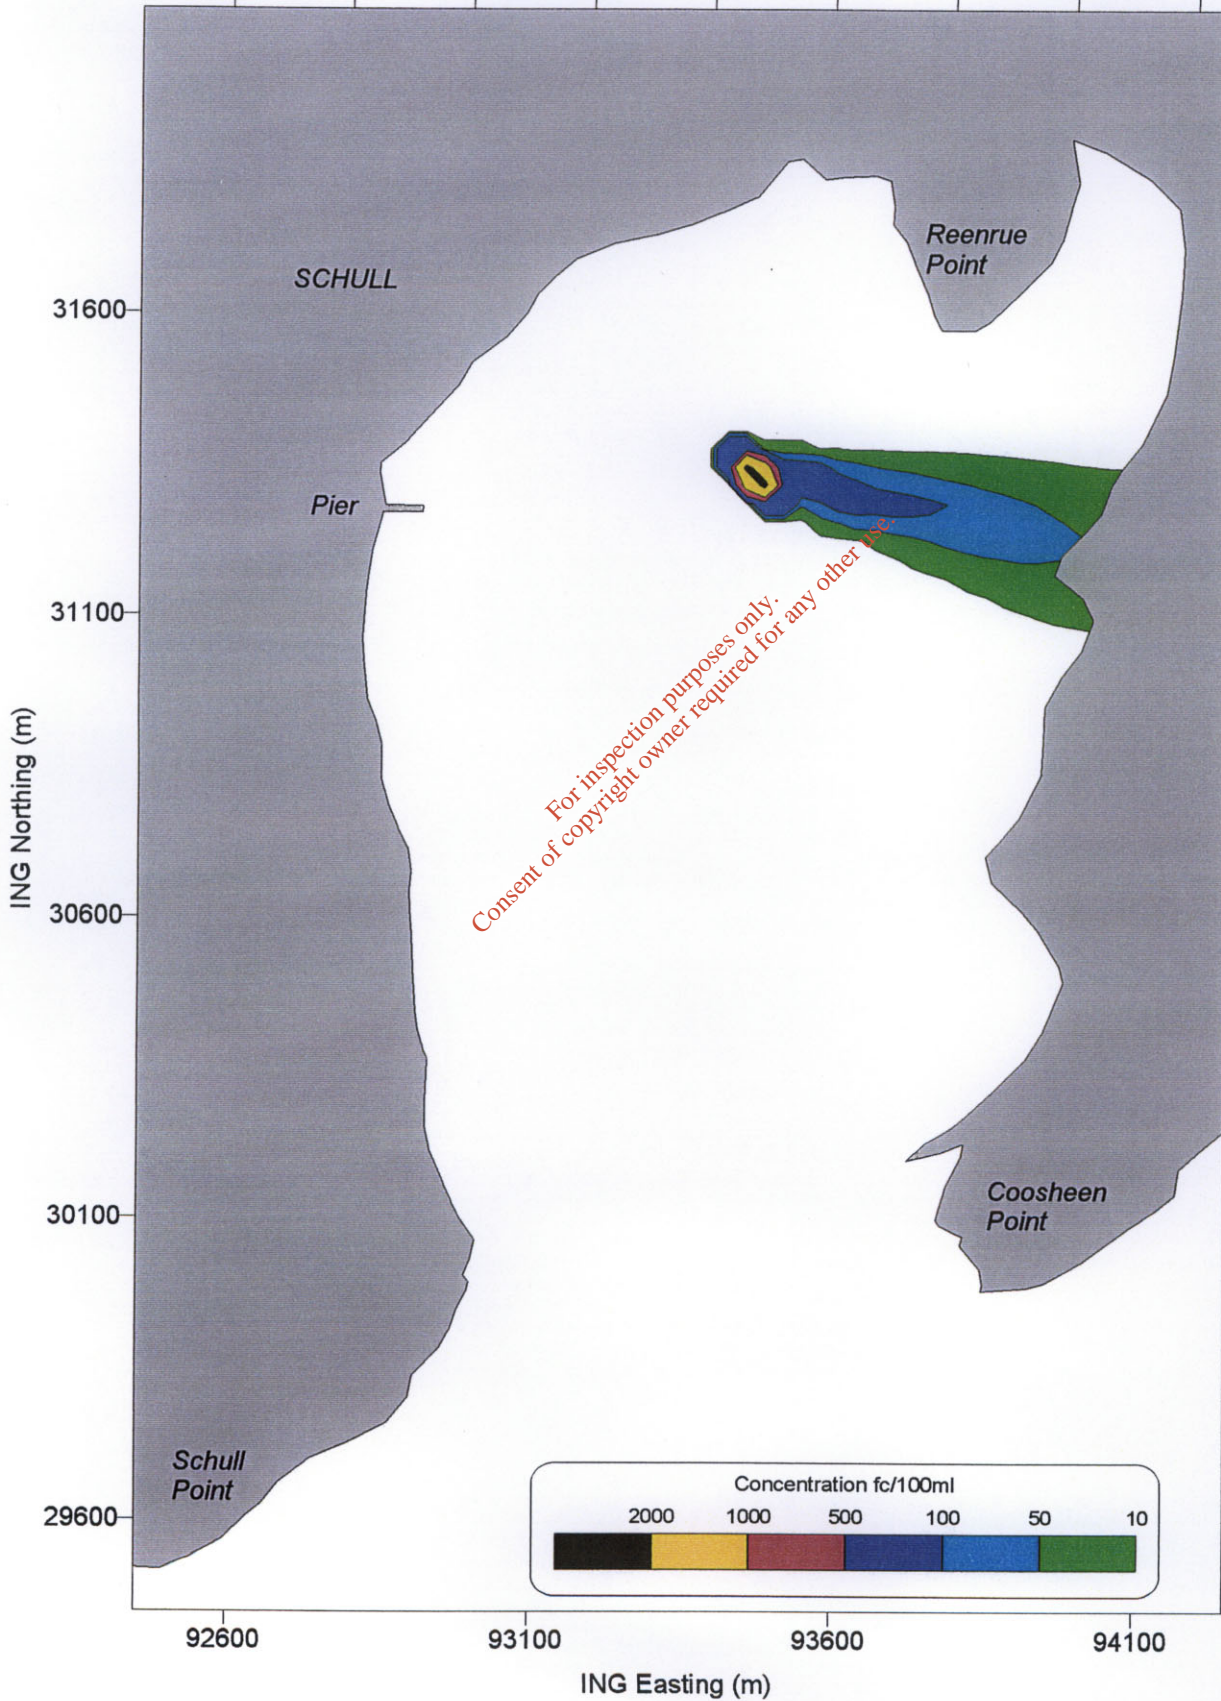 Reenrue
Point
SCHULL
31600
Pier
31100
For inspection purposes only.
Consent of copyright owner required for any other use.
ING Northing (m)
30600
30100
Coosheen
Point
Schull
Point
29600
Concentration fc/100ml
2000 1000 500 100 50 10
92600 93100 93600 94100
ING Easting (m)